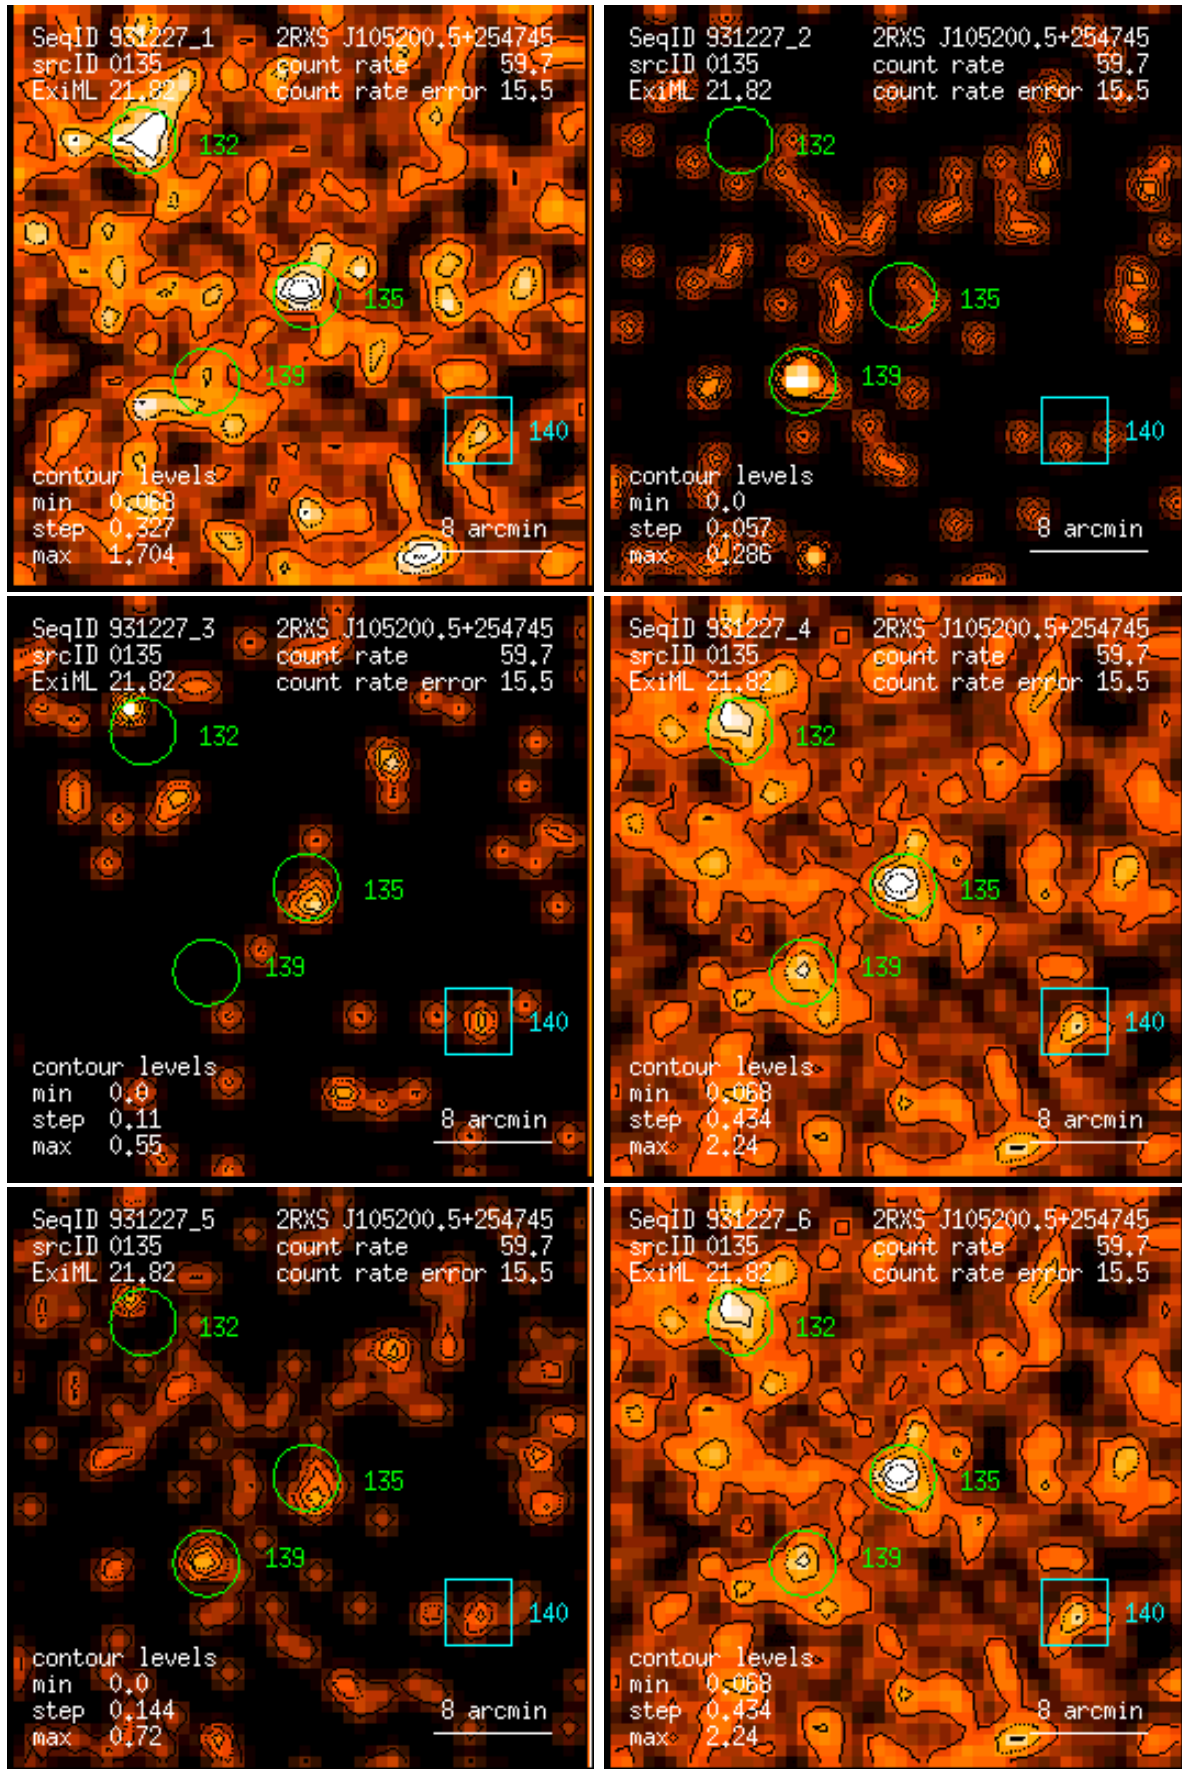 SeqID 931227_1 2RXS J105200.5+254745
srcID 0135 count rate 59.7
ExiML 21.82 count rate error 15.5
132
135
139
140
contour levels
min 0.068
step 0.327 8 arcmin
max 1.704
SeqID 931227_2 2RXS J105200.5+254745
srcID 0135 count rate 59.7
ExiML 21.82 count rate error 15.5
132
135
139
140
contour levels
min 0.0
step 0.057 8 arcmin
max 0.286
SeqID 931227_3 2RXS J105200.5+254745
srcID 0135 count rate 59.7
ExiML 21.82 count rate error 15.5
132
135
139
140
contour levels
min 0.0
step 0.11 8 arcmin
max 0.55
SeqID 931227_4 2RXS J105200.5+254745
srcID 0135 count rate 59.7
ExiML 21.82 count rate error 15.5
132
135
139
140
contour levels
min 0.068
step 0.434 8 arcmin
max 2.24
SeqID 931227_5 2RXS J105200.5+254745
srcID 0135 count rate 59.7
ExiML 21.82 count rate error 15.5
132
135
139
140
contour levels
min 0.0
step 0.144 8 arcmin
max 0.72
SeqID 931227_6 2RXS J105200.5+254745
srcID 0135 count rate 59.7
ExiML 21.82 count rate error 15.5
132
135
139
140
contour levels
min 0.068
step 0.434 8 arcmin
max 2.24